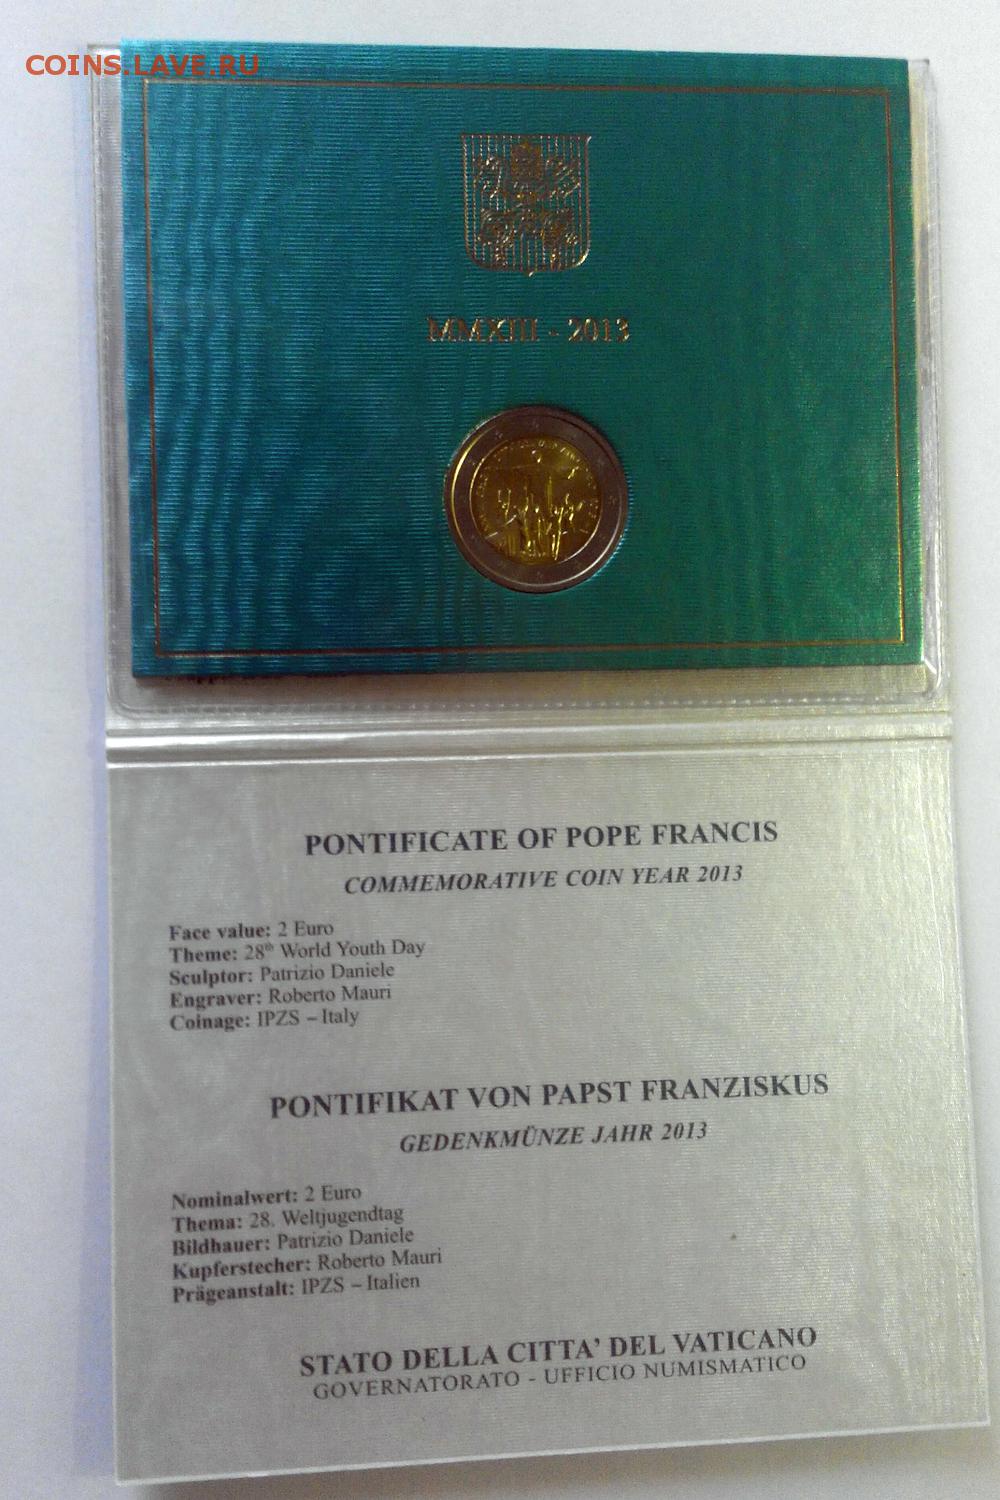 COINS.LAVE.RU
MMXIII - 2013
PONTIFICATE OF POPE FRANCIS
COMMEMORATIVE COIN YEAR 2013
Face value: 2 Euro
Theme: 28th World Youth Day
Sculptor: Patrizio Daniele
Engraver: Roberto Mauri
Coinage: IPZS – Italy
PONTIFIKAT VON PAPST FRANZISKUS
GEDENKMÜNZE JAHR 2013
Nominalwert: 2 Euro
Thema: 28. Weltjugendtag
Bildhauer: Patrizio Daniele
Kupferstecher: Roberto Mauri
Prägeanstalt: IPZS – Italien
STATO DELLA CITTA' DEL VATICANO
GOVERNATORATO - UFFICIO NUMISMATICO